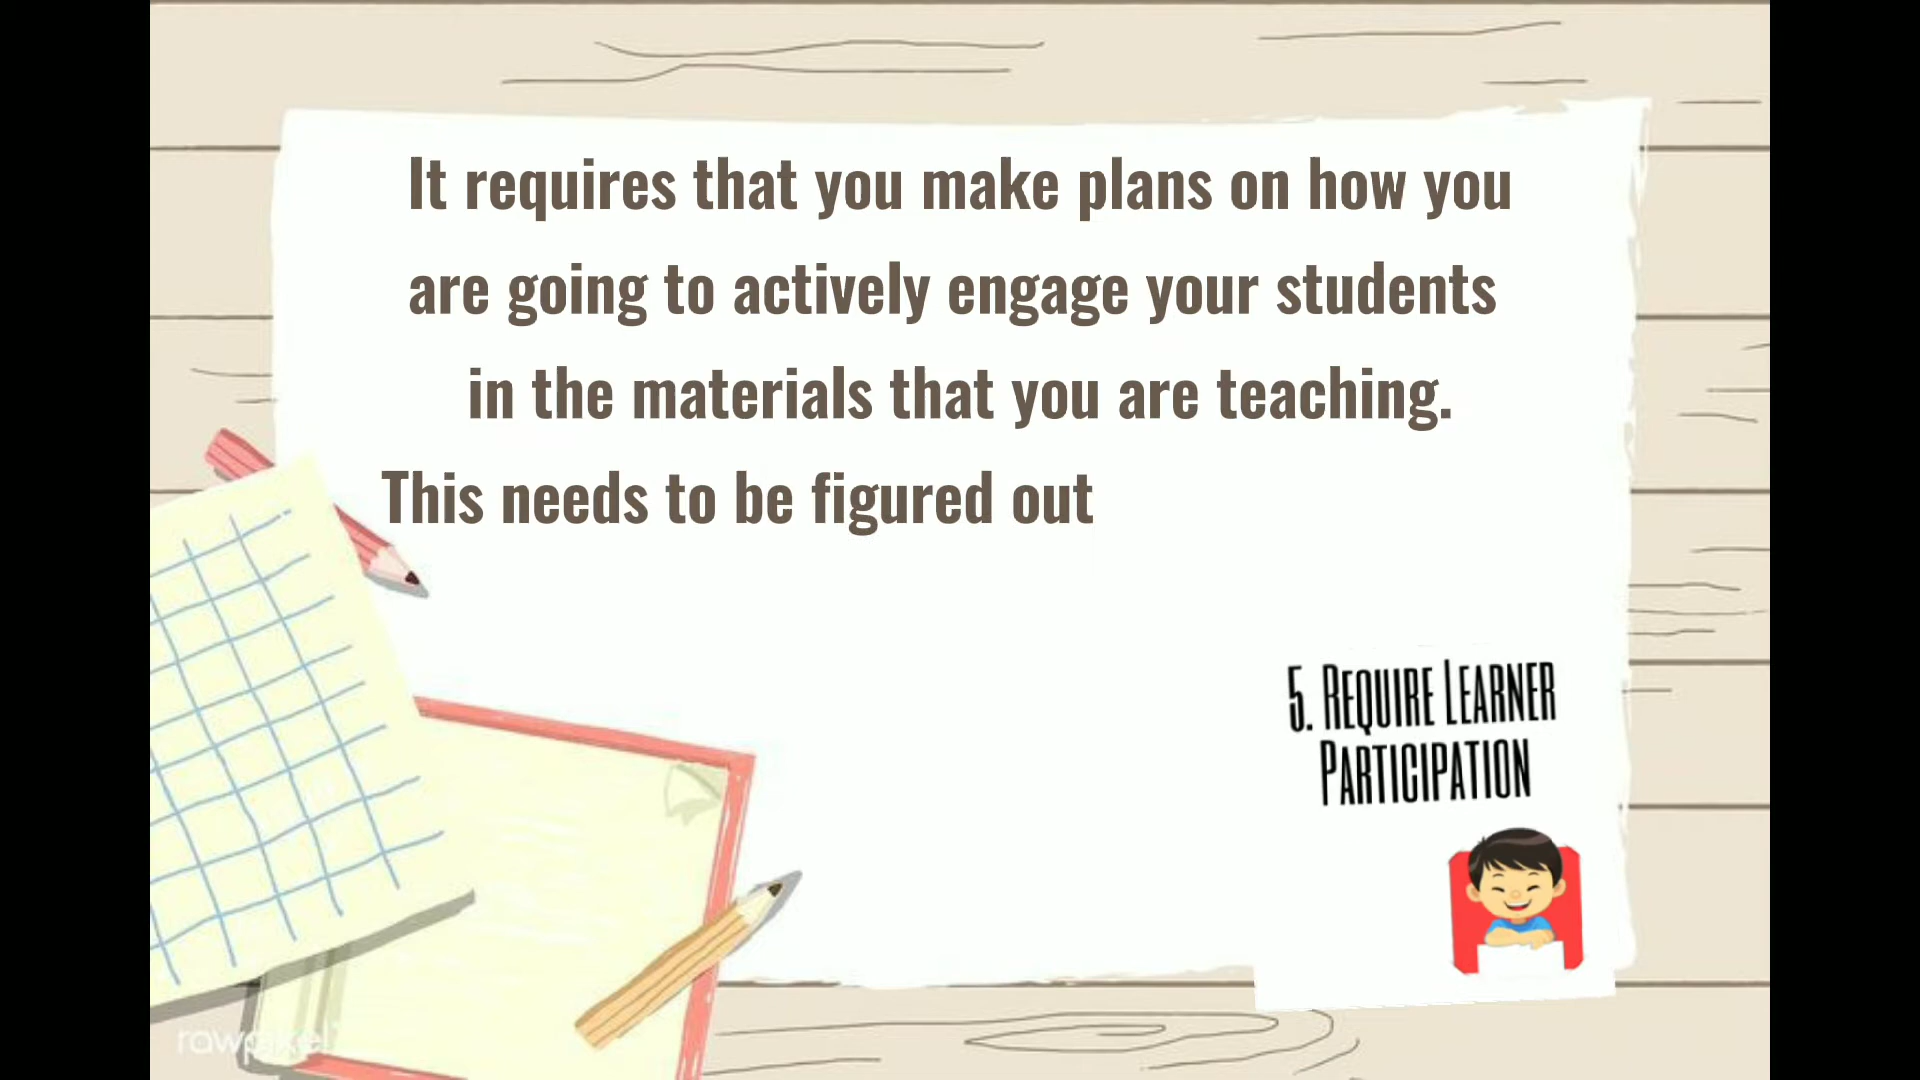 It requires that you make plans on how you
are going to actively engage your students
in the materials that you are teaching.
This needs to be figured out
5. Require Learner
Participation
rawpixel